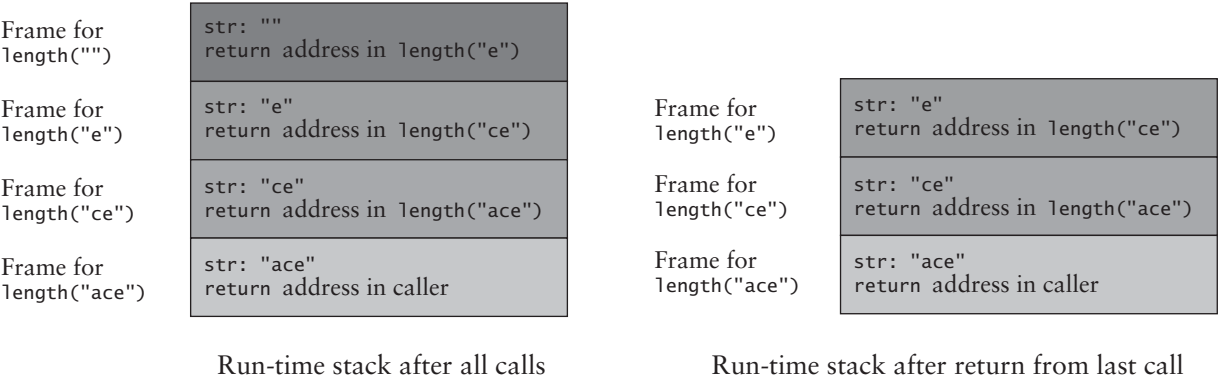 Frame for
length("")
str: ""
return address in length("e")
Frame for
length("e")
str: "e"
return address in length("ce")
Frame for
length("ce")
str: "ce"
return address in length("ace")
Frame for
length("ace")
str: "ace"
return address in caller
Run-time stack after all calls
Frame for
length("e")
str: "e"
return address in length("ce")
Frame for
length("ce")
str: "ce"
return address in length("ace")
Frame for
length("ace")
str: "ace"
return address in caller
Run-time stack after return from last call